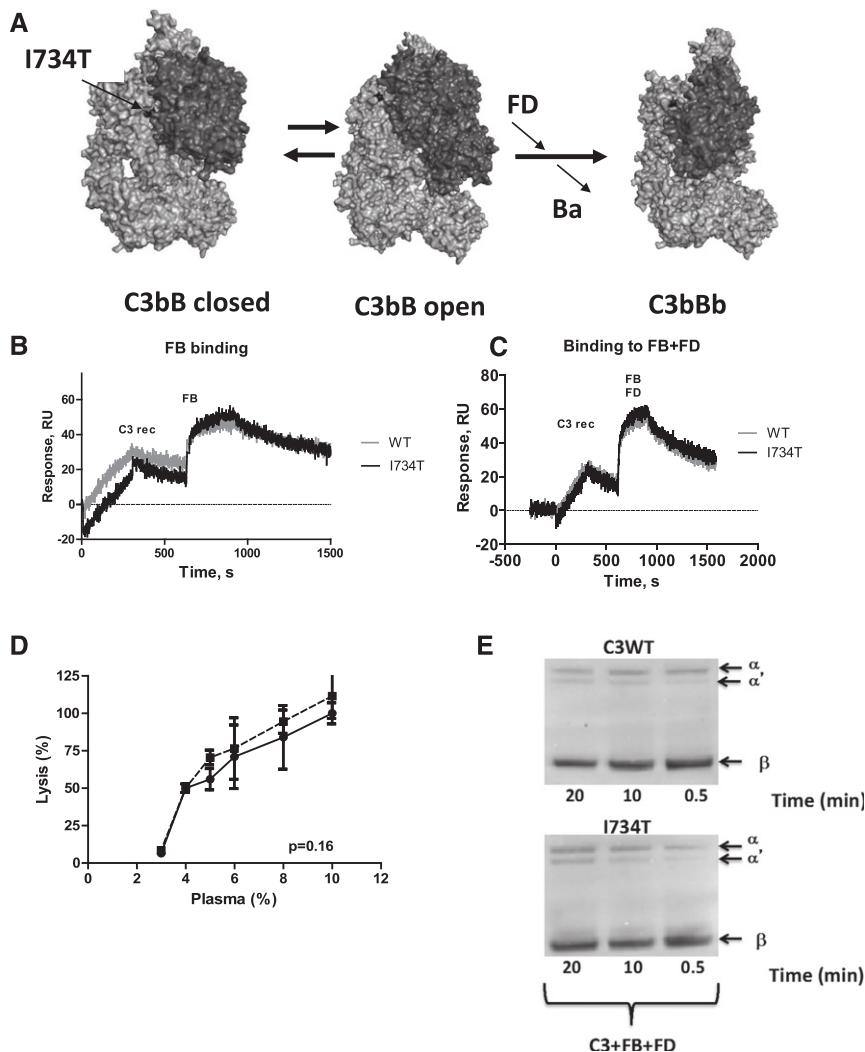 A
I734T
FD
Ba
C3bB closed
C3bB open
C3bBb
B
FB binding
FB
C3 rec
Response, RU
60
40
20
0
-20
0
500
1000
1500
Time, s
WT
I734T
C
Binding to FB+FD
FB
FD
C3 rec
Response, RU
80
60
40
20
0
-20
-500
0
500
1000
1500
2000
Time, s
WT
I734T
D
Lysis (%)
125
100
75
50
25
0
0
2
4
6
8
10
12
p=0.16
Plasma (%)
E
C3WT
α
α'
β
20
10
0.5
Time (min)
I734T
α
α'
β
20
10
0.5
Time (min)
C3+FB+FD